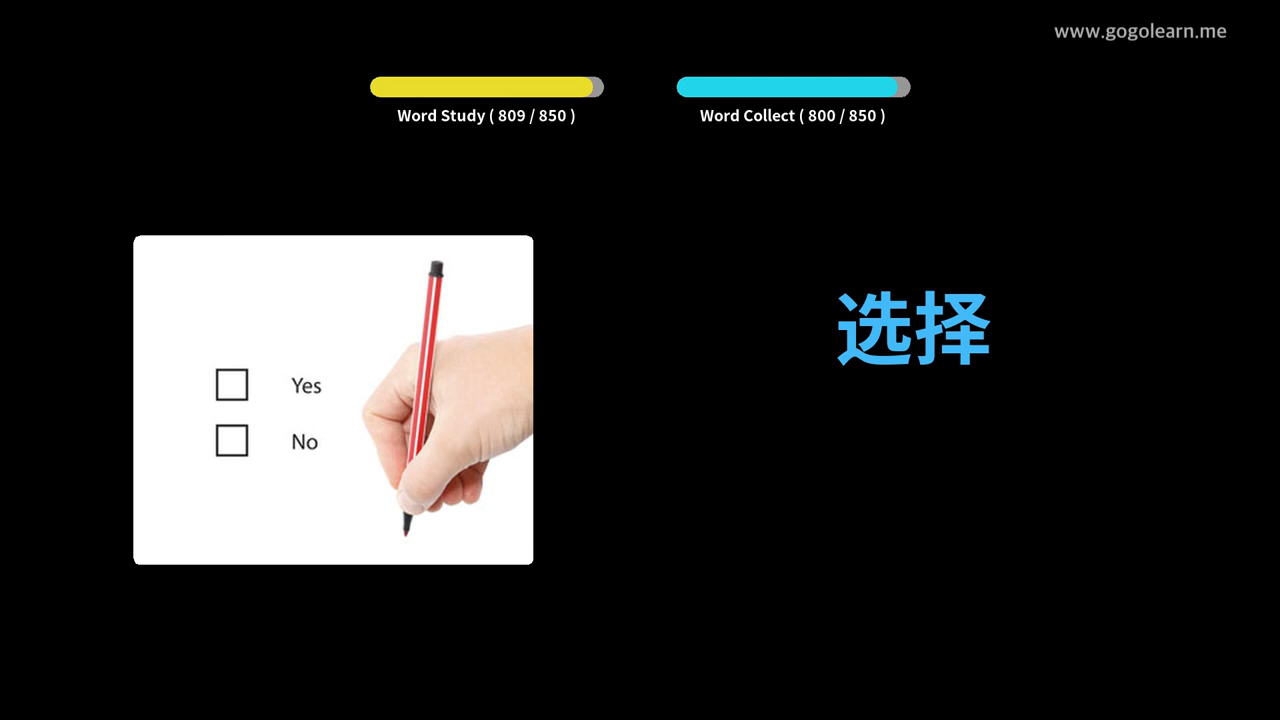 www.gogolearn.me
Word Study ( 809 / 850 )
Word Collect ( 800 / 850 )
选择
Yes
No